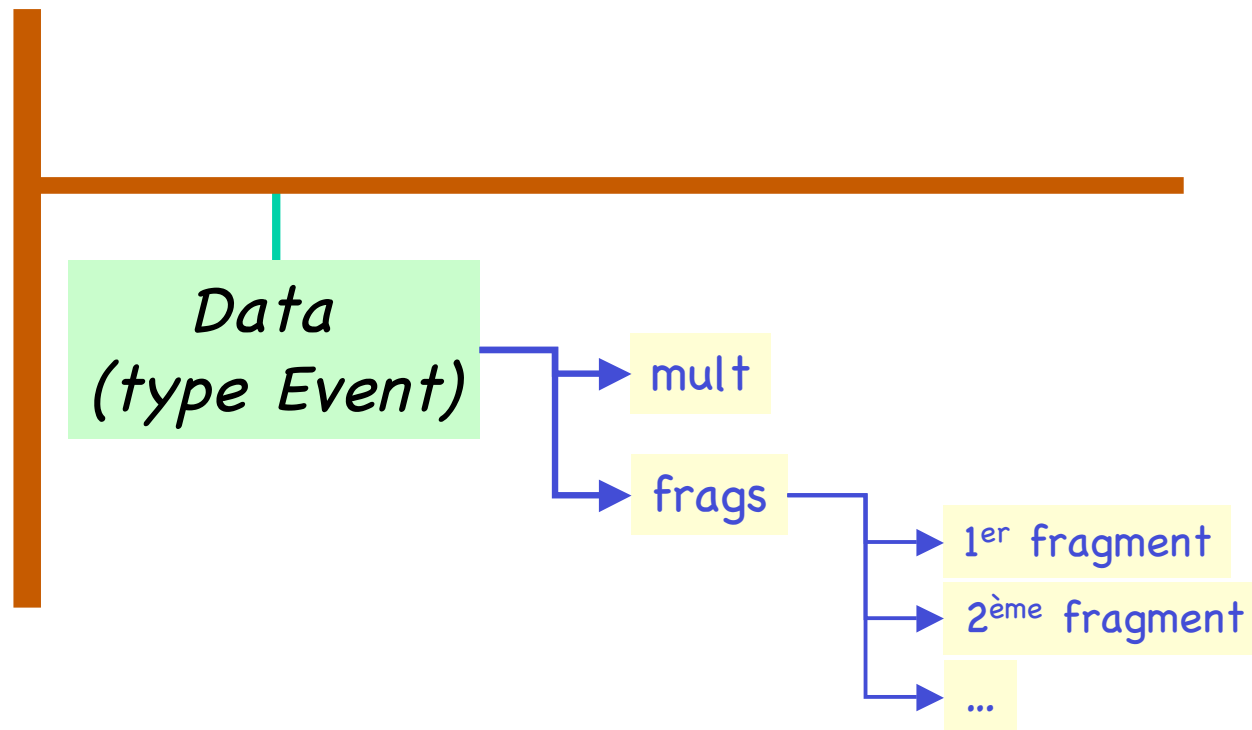 Data
(type Event)
mult
frags
1er fragment
2ème fragment
...